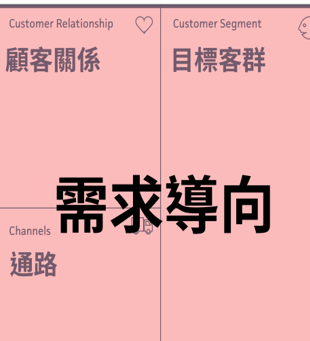 Customer Relationship
顧客關係
Customer Segment
目標客群
需求導向
Channels
通路